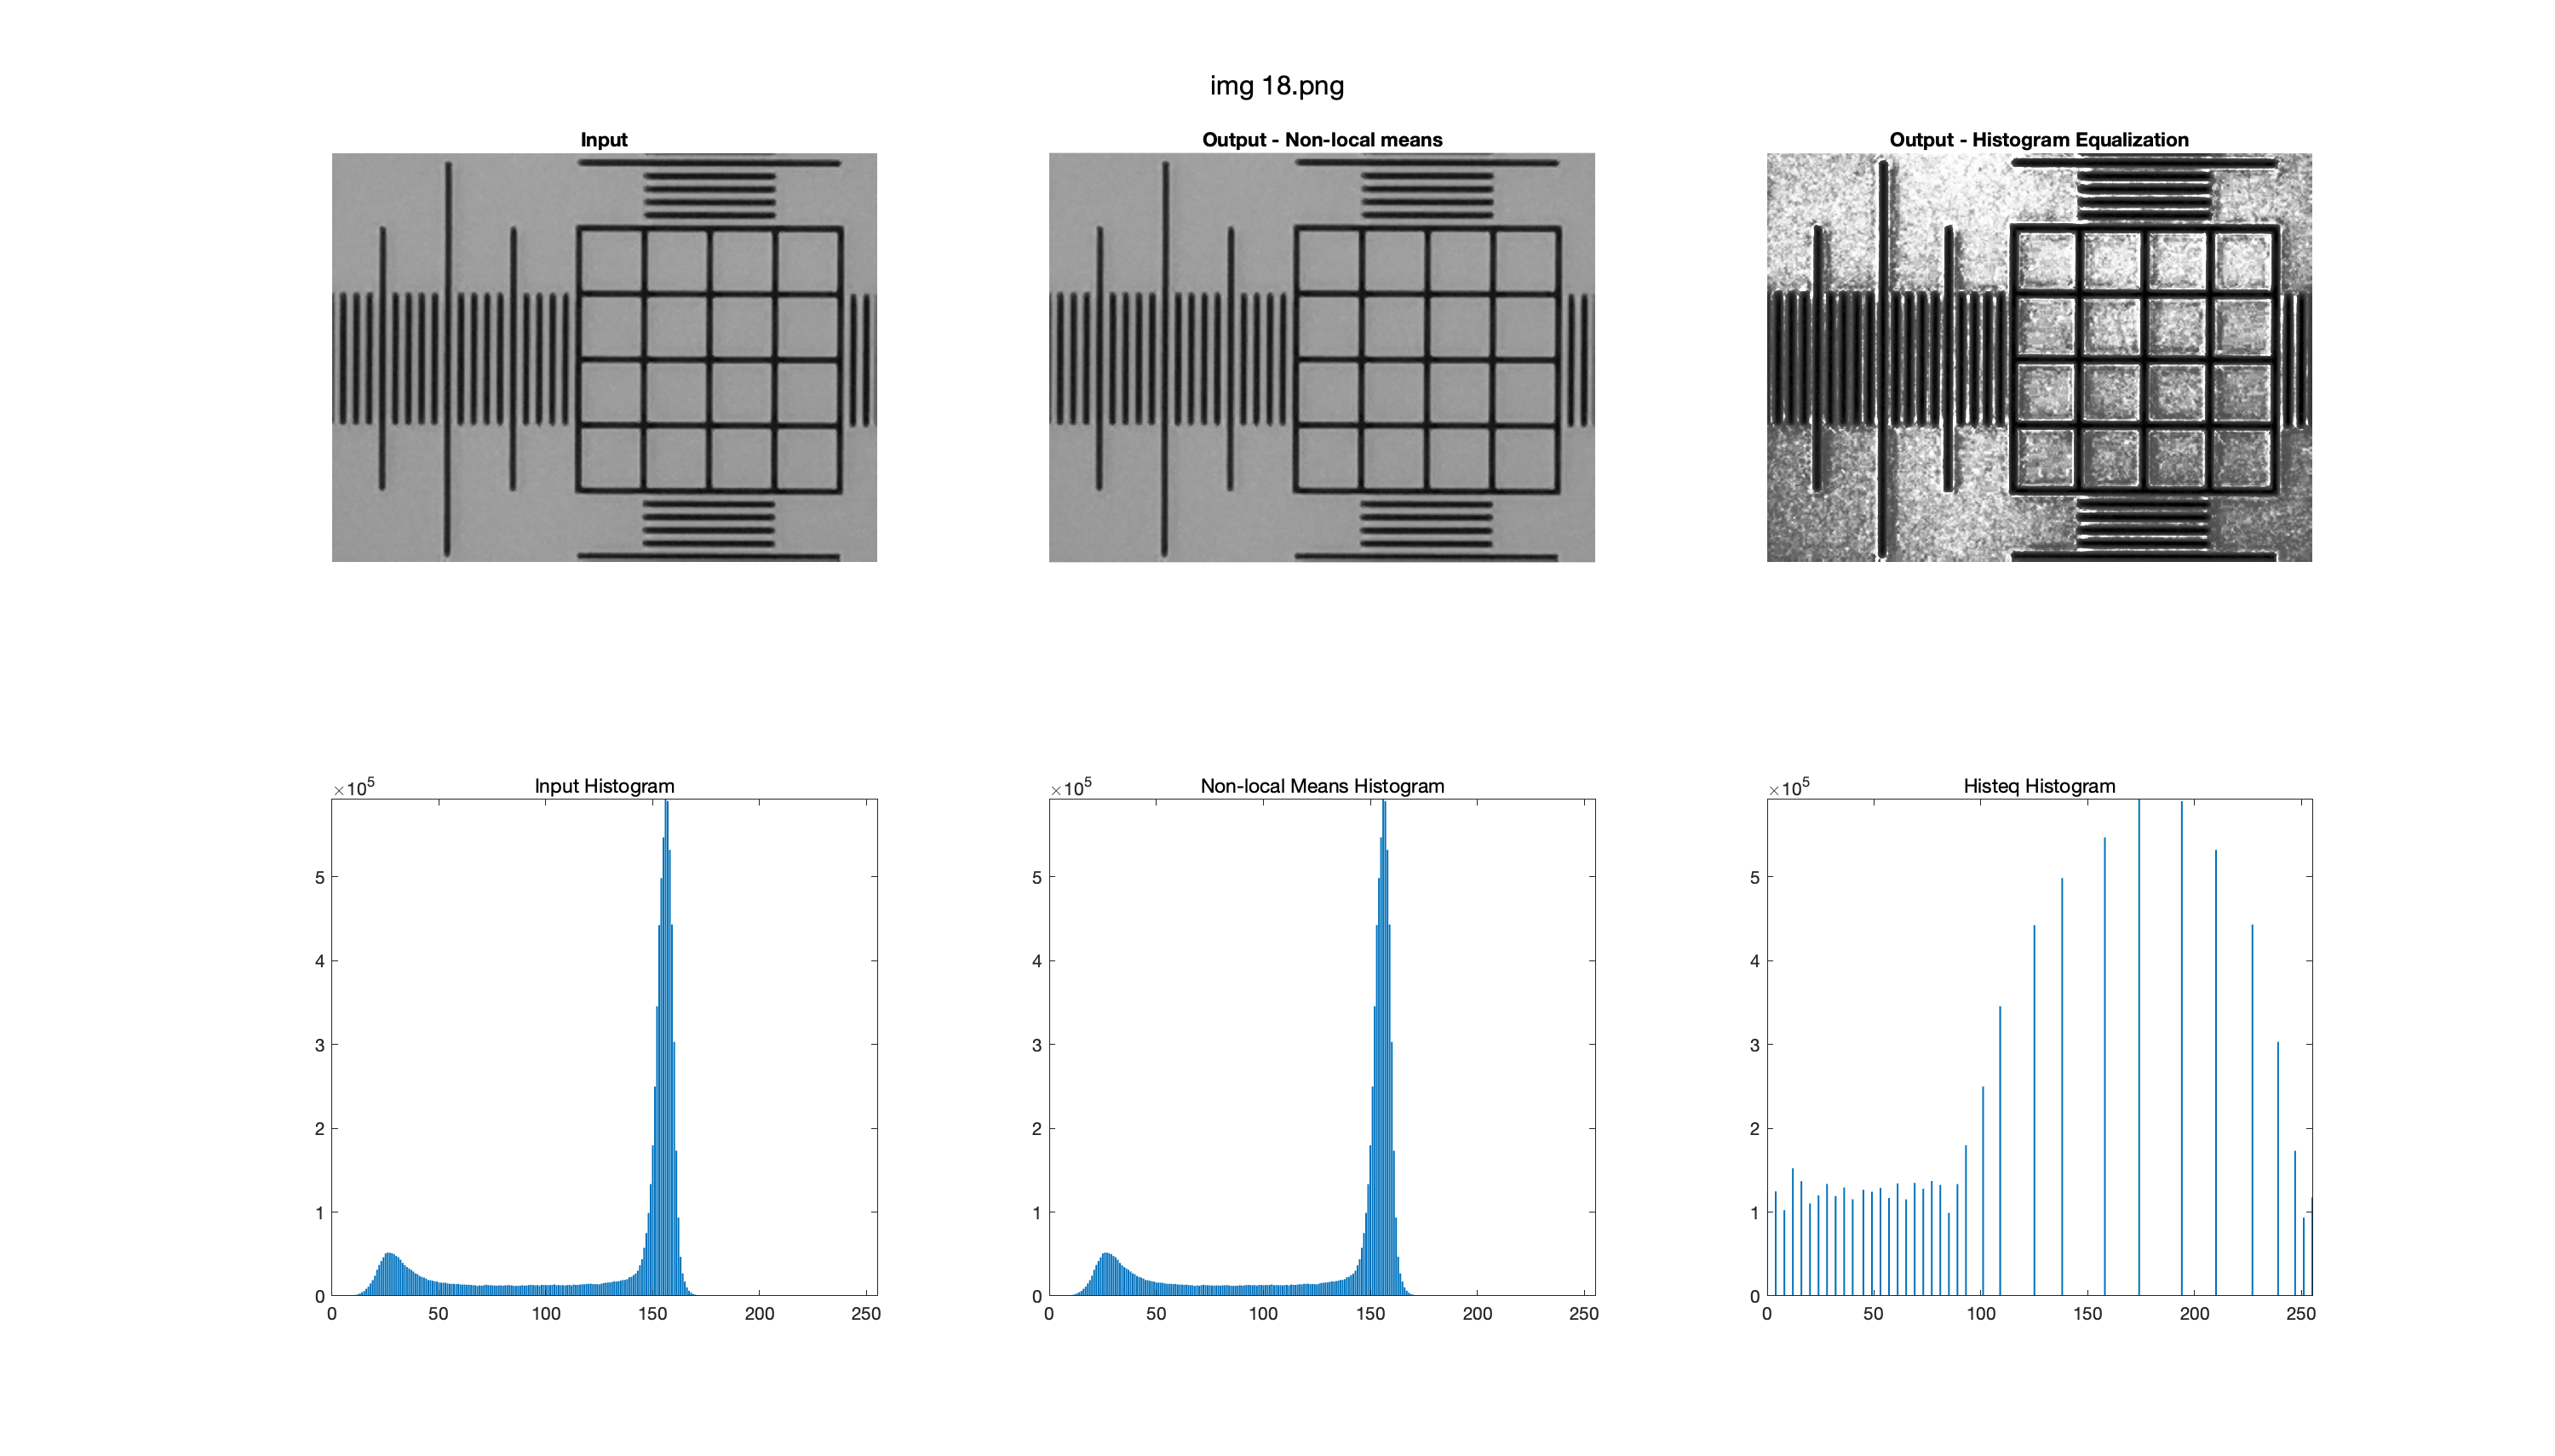 img 18.png
Input
Output - Non-local means
Output - Histogram Equalization
×10^5
Input Histogram
5
4
3
2
1
0
0 50 100 150 200 250
×10^5
Non-local Means Histogram
5
4
3
2
1
0
0 50 100 150 200 250
×10^5
Histeq Histogram
5
4
3
2
1
0
0 50 100 150 200 250